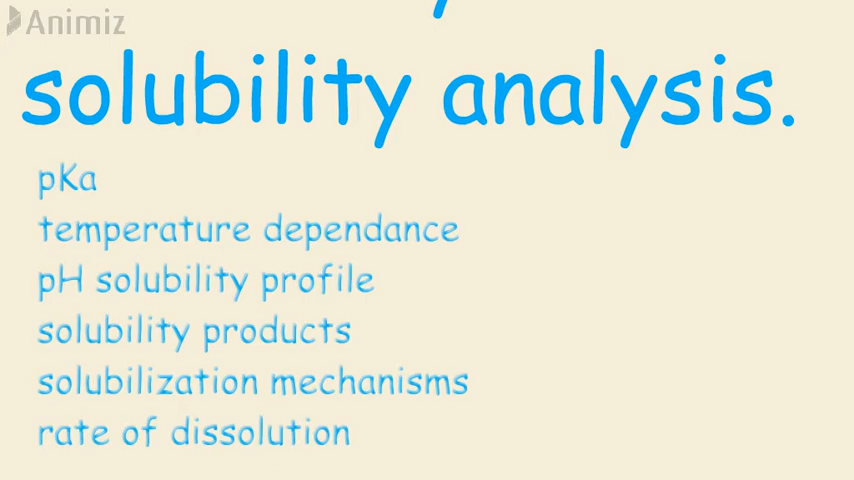 Animiz
solubility analysis.
pKa
temperature dependance
pH solubility profile
solubility products
solubilization mechanisms
rate of dissolution